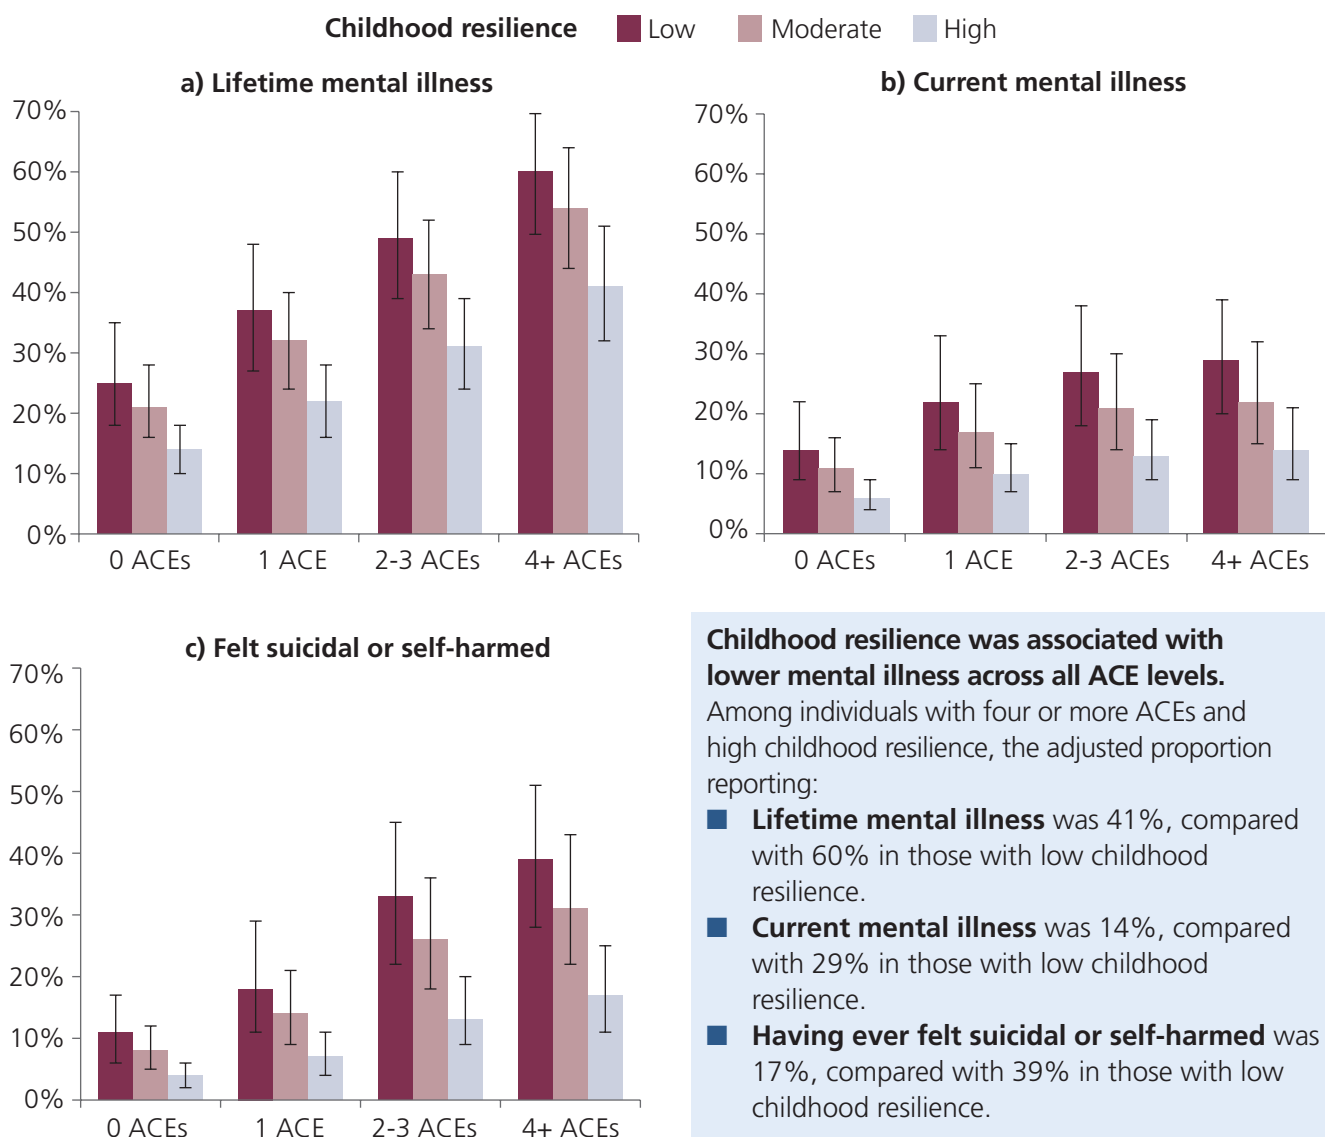 Childhood resilience Low Moderate High
a) Lifetime mental illness
70%
60%
50%
40%
30%
20%
10%
0%
0 ACEs 1 ACE 2-3 ACEs 4+ ACEs
b) Current mental illness
70%
60%
50%
40%
30%
20%
10%
0%
0 ACEs 1 ACE 2-3 ACEs 4+ ACEs
c) Felt suicidal or self-harmed
70%
60%
50%
40%
30%
20%
10%
0%
0 ACEs 1 ACE 2-3 ACEs 4+ ACEs
Childhood resilience was associated with
lower mental illness across all ACE levels.
Among individuals with four or more ACEs and
high childhood resilience, the adjusted proportion
reporting:
■ Lifetime mental illness was 41%, compared
with 60% in those with low childhood
resilience.
■ Current mental illness was 14%, compared
with 29% in those with low childhood
resilience.
■ Having ever felt suicidal or self-harmed was
17%, compared with 39% in those with low
childhood resilience.